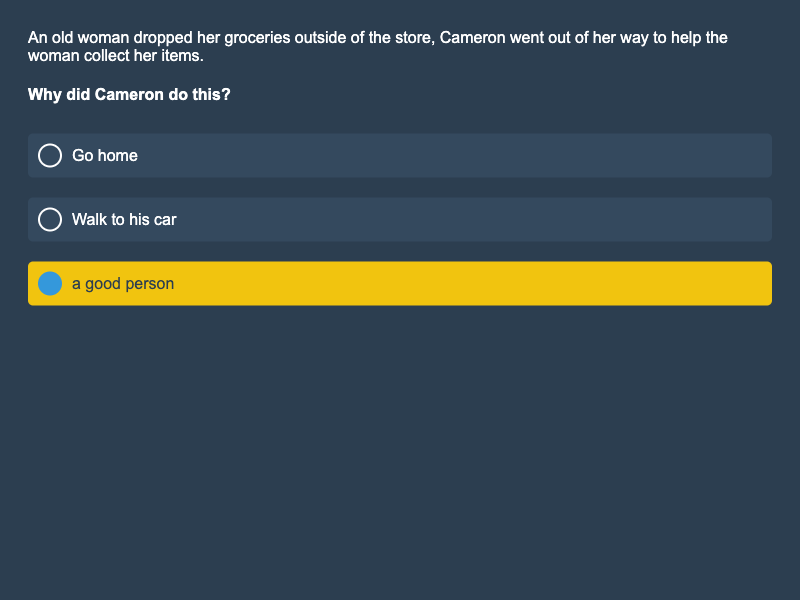 An old woman dropped her groceries outside of the store, Cameron went out of her way to help the
woman collect her items.
Why did Cameron do this?
Go home
Walk to his car
a good person